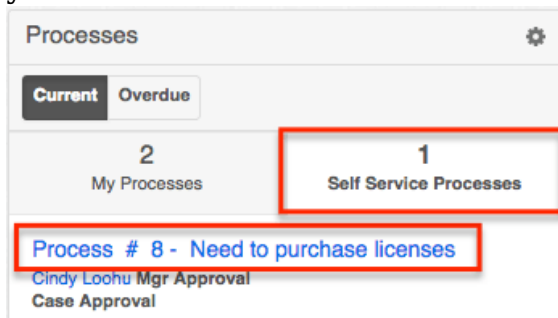 Processes
Current Overdue
2 1
My Processes Self Service Processes
Process # 8 - Need to purchase licenses
Cindy Loohu Mgr Approval
Case Approval